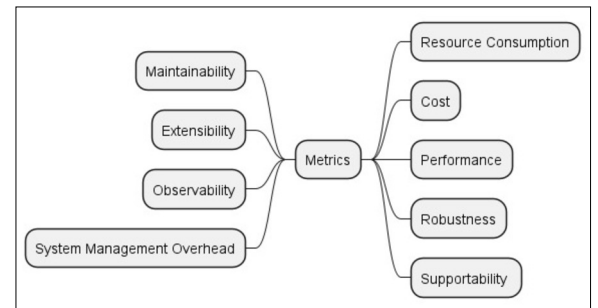 Resource Consumption
Maintainability
Cost
Extensibility
Metrics
Performance
Observability
Robustness
System Management Overhead
Supportability